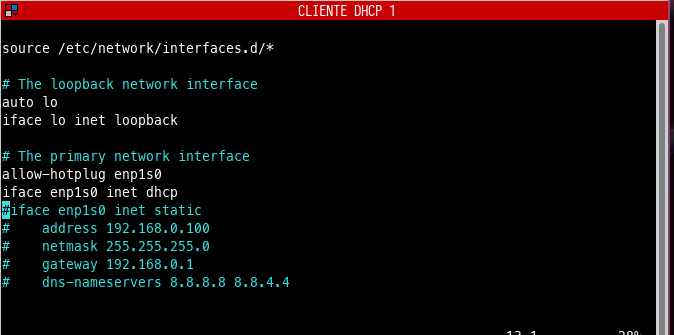 CLIENTE DHCP 1
source /etc/network/interfaces.d/*
# The loopback network interface
auto lo
iface lo inet loopback
# The primary network interface
allow-hotplug enp1s0
iface enp1s0 inet dhcp
#iface enp1s0 inet static
#    address 192.168.0.100
#    netmask 255.255.255.0
#    gateway 192.168.0.1
#    dns-nameservers 8.8.8.8 8.8.4.4